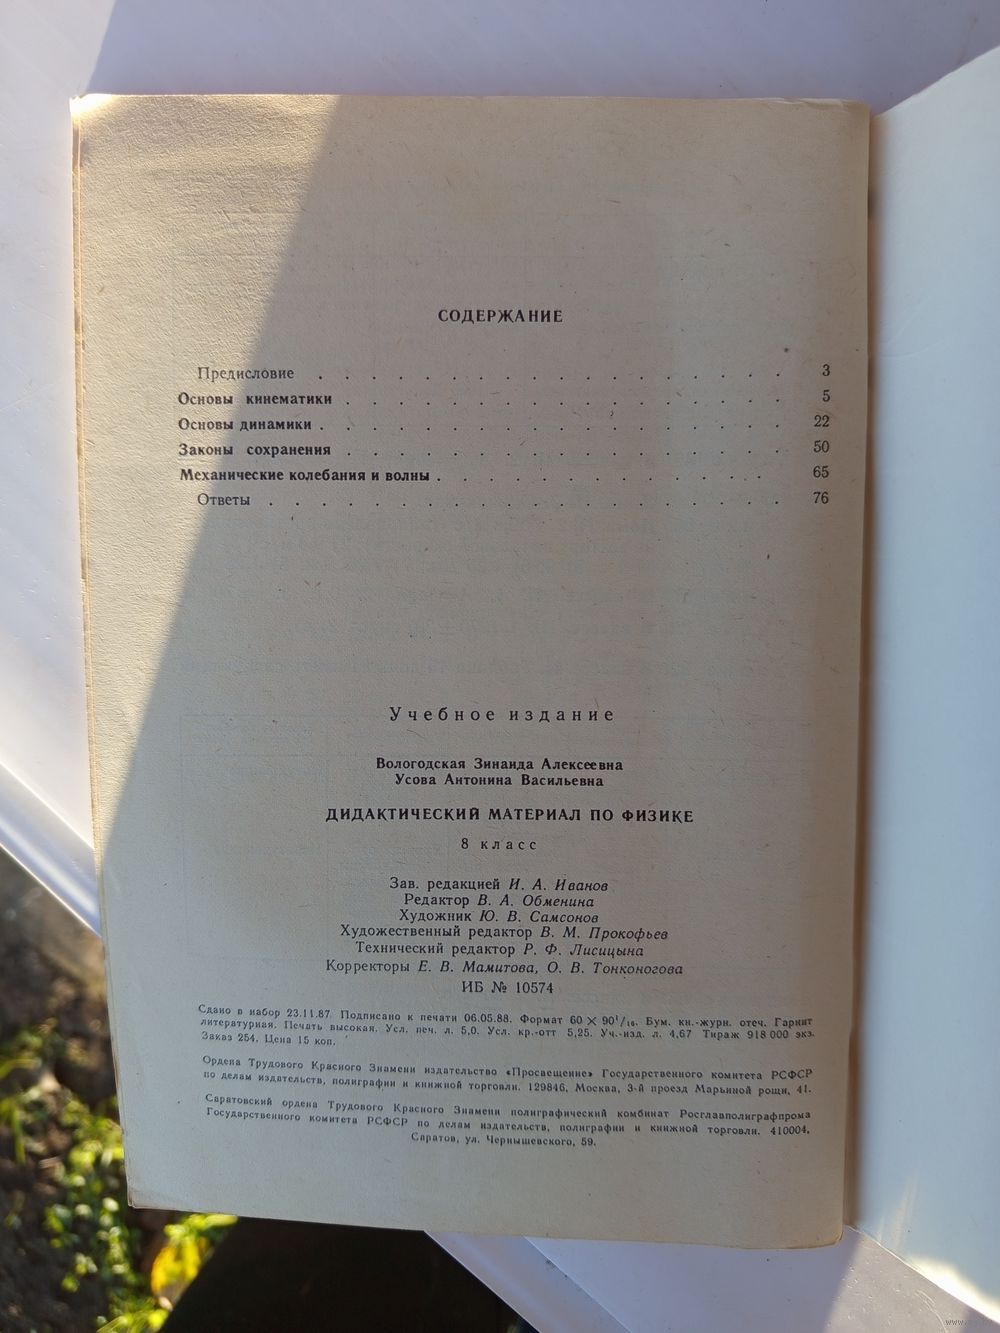 СОДЕРЖАНИЕ
Предисловие . . . . . . . . . . . . . . . . . . 3
Основы кинематики . . . . . . . . . . . . . . . . . 5
Основы динамики . . . . . . . . . . . . . . . . . . 22
Законы сохранения . . . . . . . . . . . . . . . . . 50
Механические колебания и волны . . . . . . . . . . . . . 65
Ответы . . . . . . . . . . . . . . . . . . . . 76
Учебное издание
Вологодская Зинаида Алексеевна
Усова Антонина Васильевна
ДИДАКТИЧЕСКИЙ МАТЕРИАЛ ПО ФИЗИКЕ
8 класс
Зав. редакцией И. А. Иванов
Редактор В. А. Обменина
Художник Ю. В. Самсонов
Художественный редактор В. М. Прокофьев
Технический редактор Р. Ф. Лисицына
Корректоры Е. В. Мамитова, О. В. Тонконогова
ИБ № 10574
Сдано в набор 23.11.87. Подписано к печати 06.05.88. Формат 60 × 90¹/₁₆. Бум. кн.-журн. отеч. Гарнит
литературная. Печать высокая. Усл. печ. л. 5,0. Усл. кр.-отт 5,25. Уч.-изд. л. 4,67 Тираж 918 000 экз.
Заказ 254. Цена 15 коп.
Ордена Трудового Красного Знамени издательство «Просвещение» Государственного комитета РСФСР
по делам издательств, полиграфии и книжной торговли. 129846, Москва, 3-й проезд Марьиной рощи, 41.
Саратовский ордена Трудового Красного Знамени полиграфический комбинат Росглавполиграфпрома
Государственного комитета РСФСР по делам издательств, полиграфии и книжной торговли. 410004,
Саратов, ул. Чернышевского, 59.